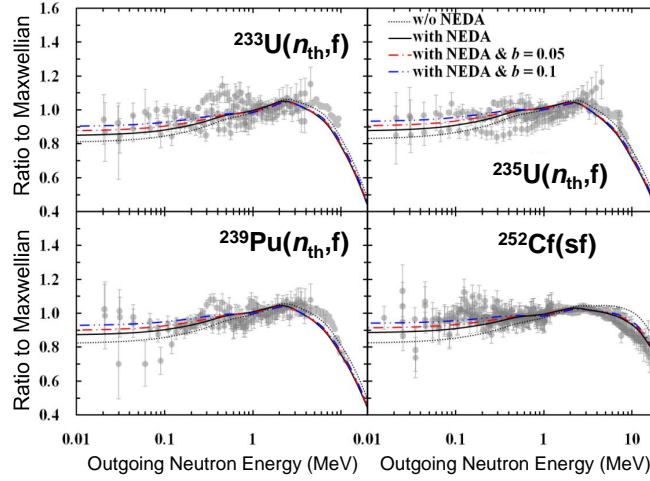 1.4
1.2
1.0
0.8
0.6
0.4
Ratio to Maxwellian
²³³U(nth,f)
w/o NEDA
with NEDA
with NEDA & b = 0.05
with NEDA & b = 0.1
²³⁵U(nth,f)
1.4
1.2
1.0
0.8
0.6
0.4
Ratio to Maxwellian
²³⁹Pu(nth,f)
²⁵²Cf(sf)
0.01 0.1 1 10 0.01 0.1 1 10
Outgoing Neutron Energy (MeV) Outgoing Neutron Energy (MeV)